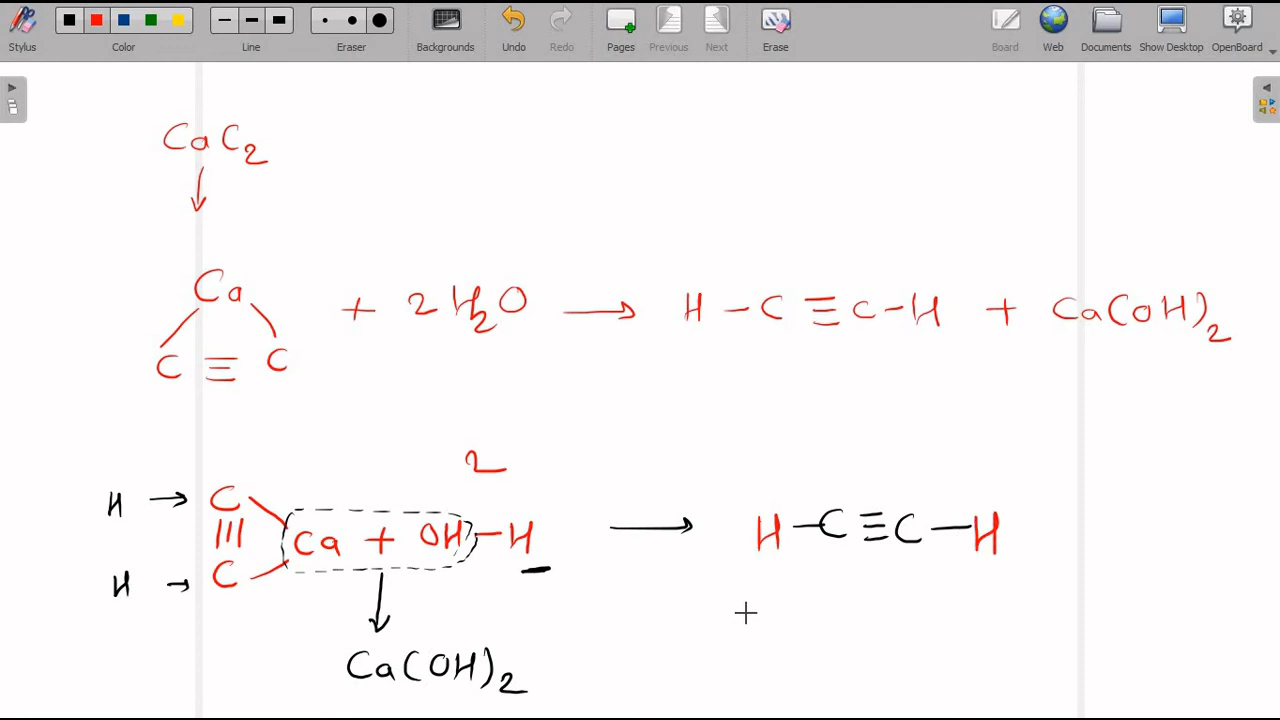 Stylus Color Line Eraser Backgrounds Undo Redo Pages Previous Next Erase Board Web Documents Show Desktop OpenBoard
CaC2
Ca
C ≡ C
+ 2H2O → H-C≡C-H + Ca(OH)2
2
H → C
||| Ca + OH-H → H-C≡C-H
H → C
Ca(OH)2